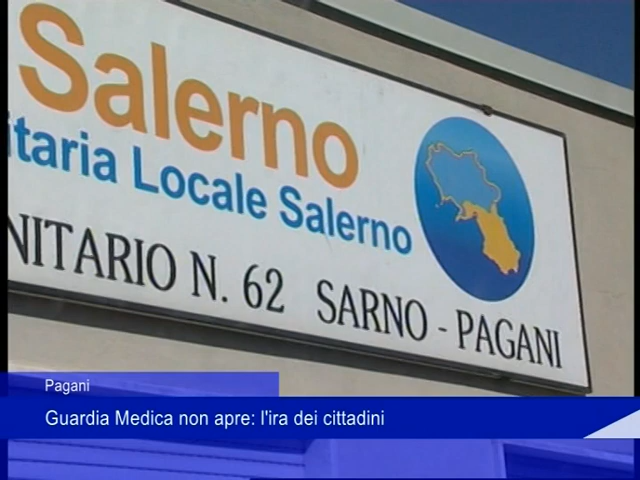 Salerno
itaria Locale Salerno
NITARIO N. 62 SARNO - PAGANI
Pagani
Guardia Medica non apre: l'ira dei cittadini